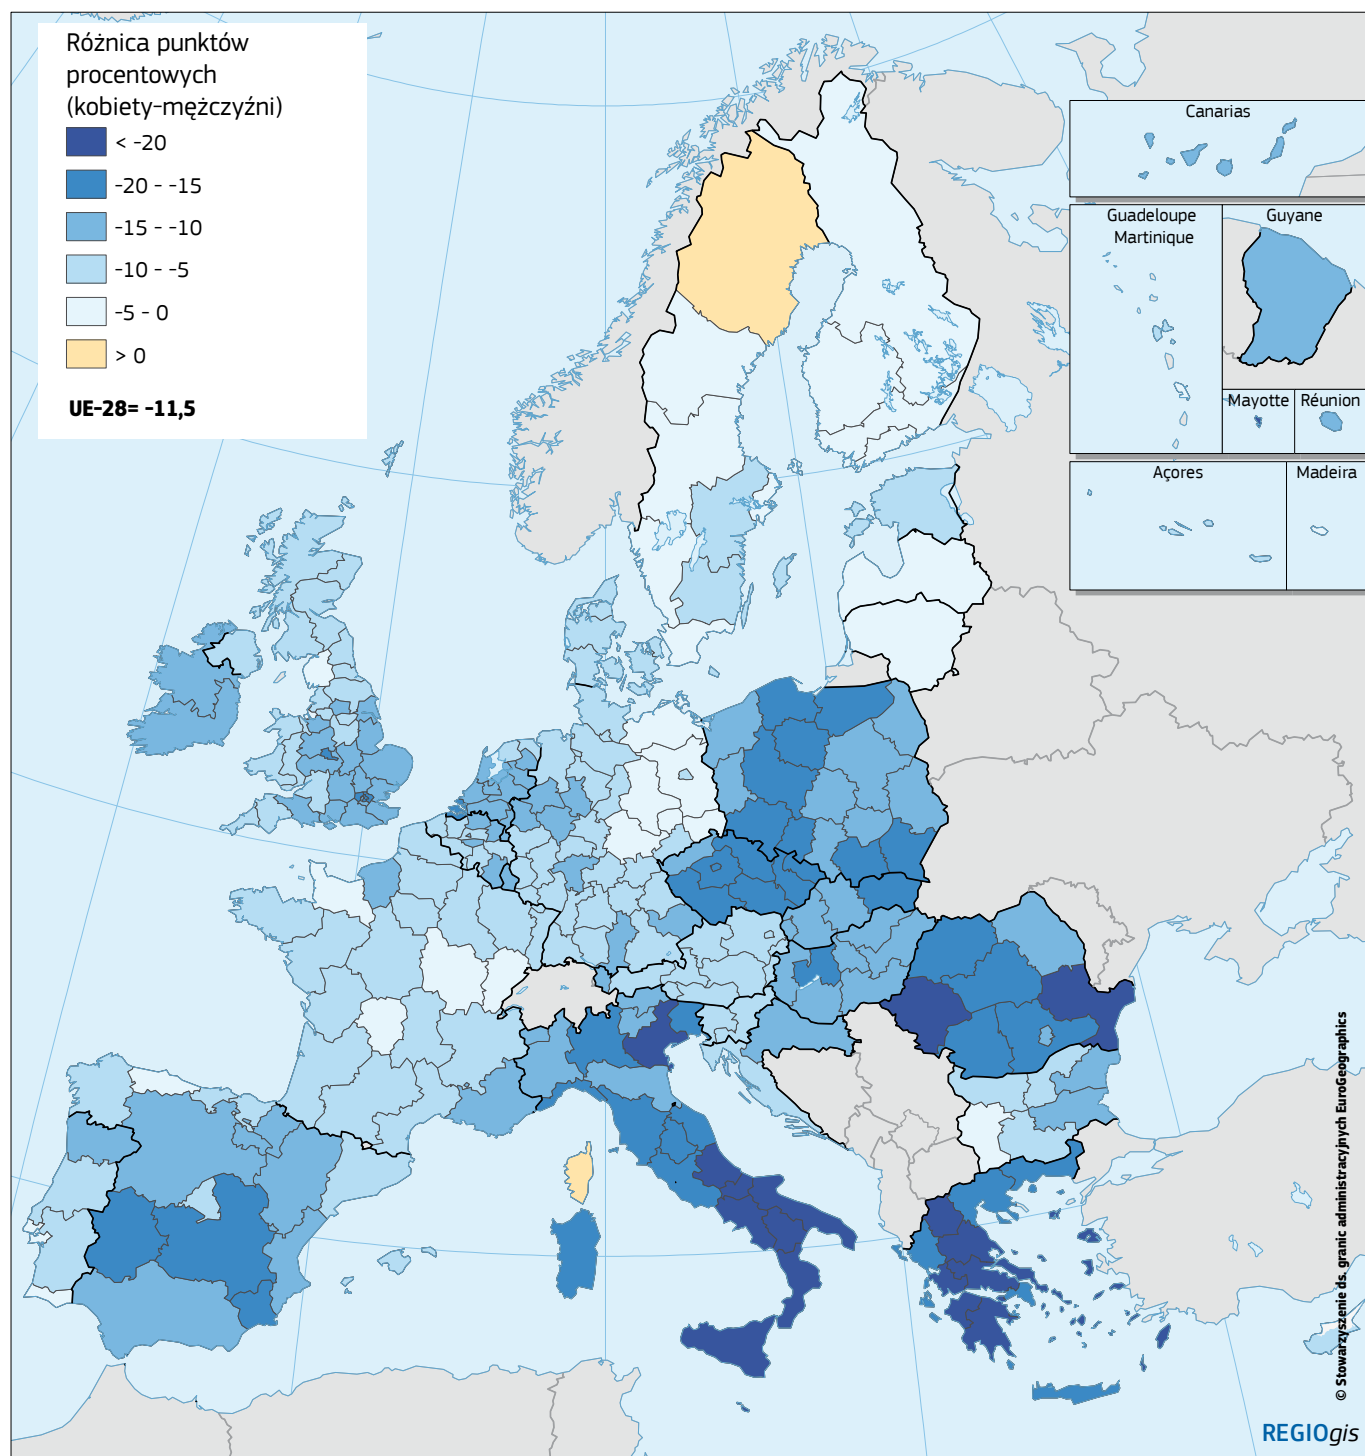 Różnica punktów
procentowych
(kobiety-mężczyźni)
< -20
-20 - -15
-15 - -10
-10 - -5
-5 - 0
> 0
UE-28= -11,5
Canarias
Guadeloupe
Martinique
Guyane
Mayotte
Réunion
Açores
Madeira
© Stowarzyszenie ds. granic administracyjnych EuroGeographics
REGIOgis